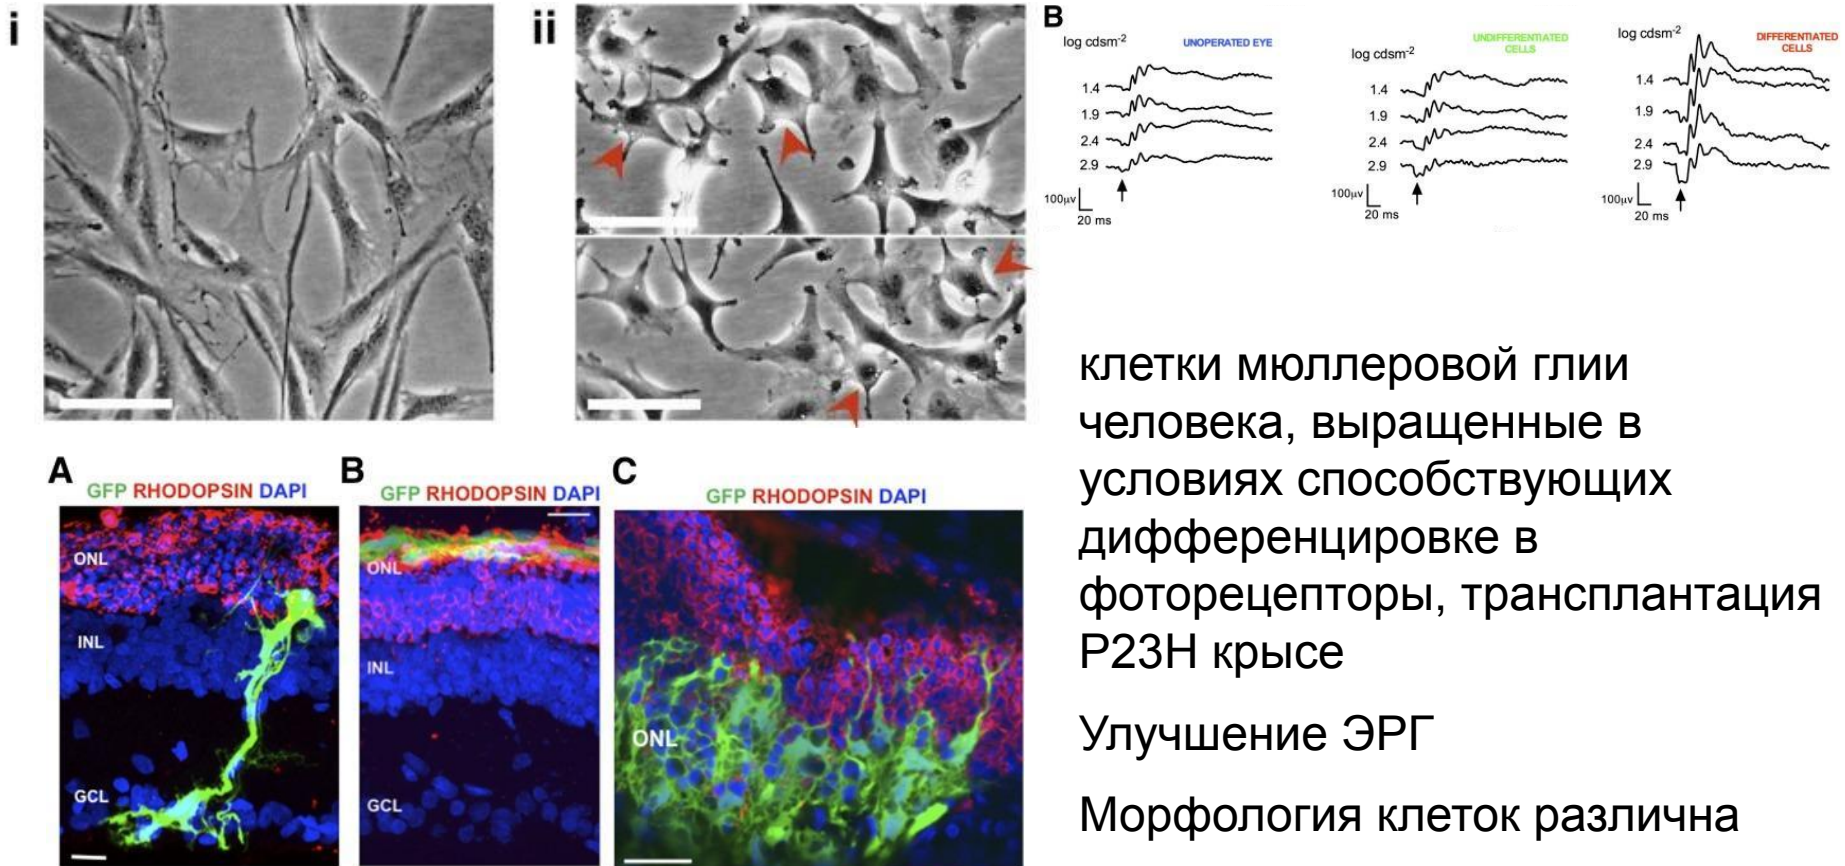 i
ii
B
log cdsm-2
UNOPERATED EYE
1.4
1.9
2.4
2.9
100μv
20 ms
log cdsm-2
UNDIFFERENTIATED
CELLS
1.4
1.9
2.4
2.9
100μv
20 ms
log cdsm-2
DIFFERENTIATED
CELLS
1.4
1.9
2.4
2.9
100μv
20 ms
A
GFP RHODOPSIN DAPI
ONL
INL
GCL
B
GFP RHODOPSIN DAPI
ONL
INL
GCL
C
GFP RHODOPSIN DAPI
ONL
клетки мюллеровой глии
человека, выращенные в
условиях способствующих
дифференцировке в
фоторецепторы, трансплантация
P23H крысе
Улучшение ЭРГ
Морфология клеток различна